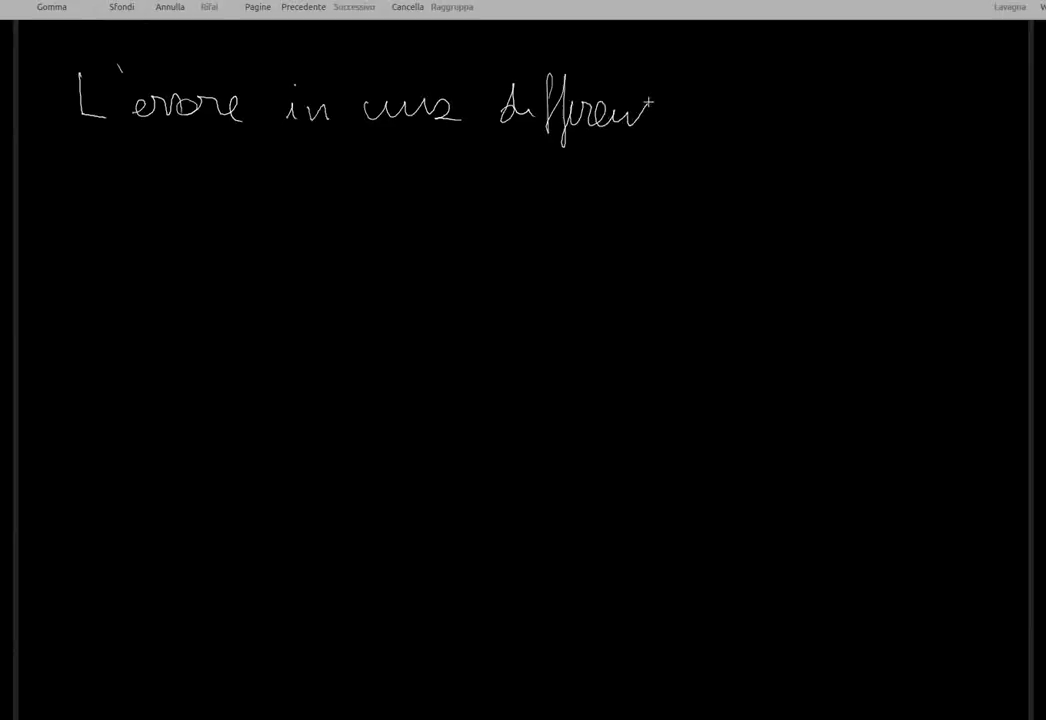 Gomma Sfondi Annulla Rifai Pagine Precedente Successivo Cancella Raggruppa Lavagna
L'errore in una differen